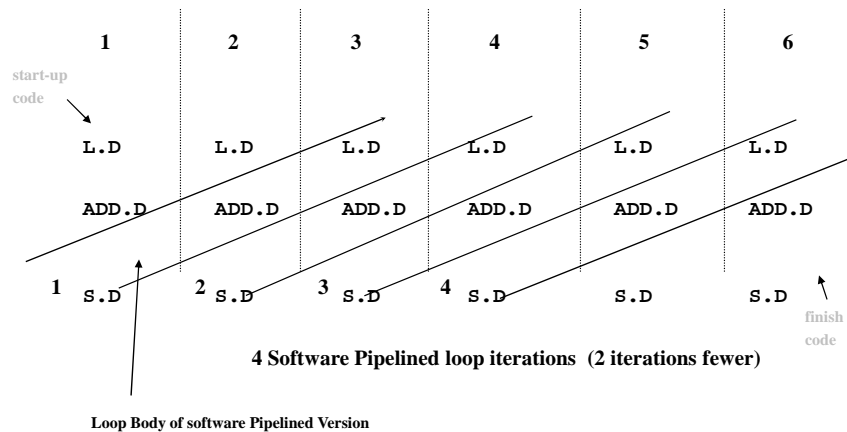 1 2 3 4 5 6
start-up
code
L.D L.D L.D L.D L.D L.D
ADD.D ADD.D ADD.D ADD.D ADD.D ADD.D
1 S.D 2 S.D 3 S.D 4 S.D S.D S.D
finish
code
4 Software Pipelined loop iterations (2 iterations fewer)
Loop Body of software Pipelined Version